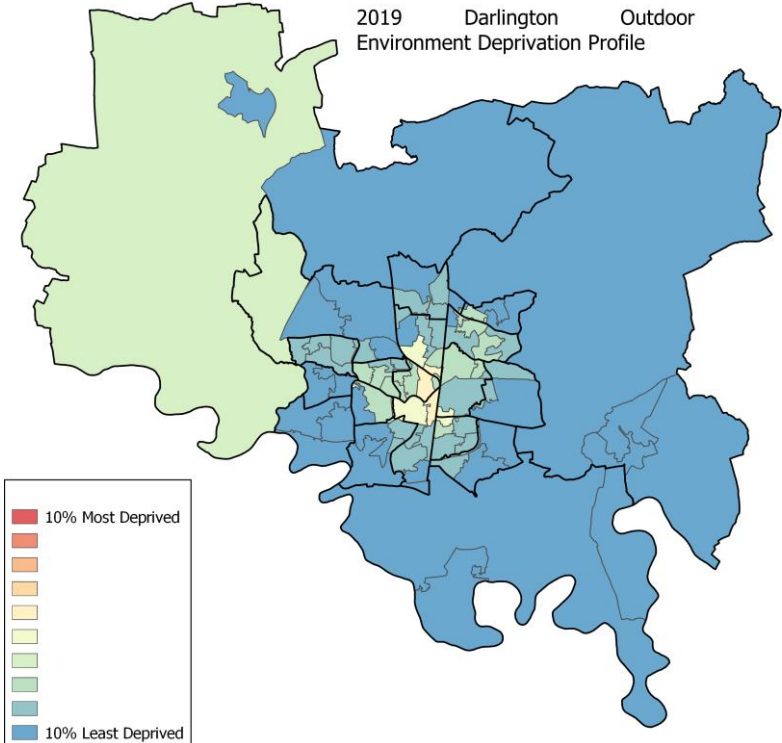 2019 Darlington Outdoor
Environment Deprivation Profile
10% Most Deprived
10% Least Deprived